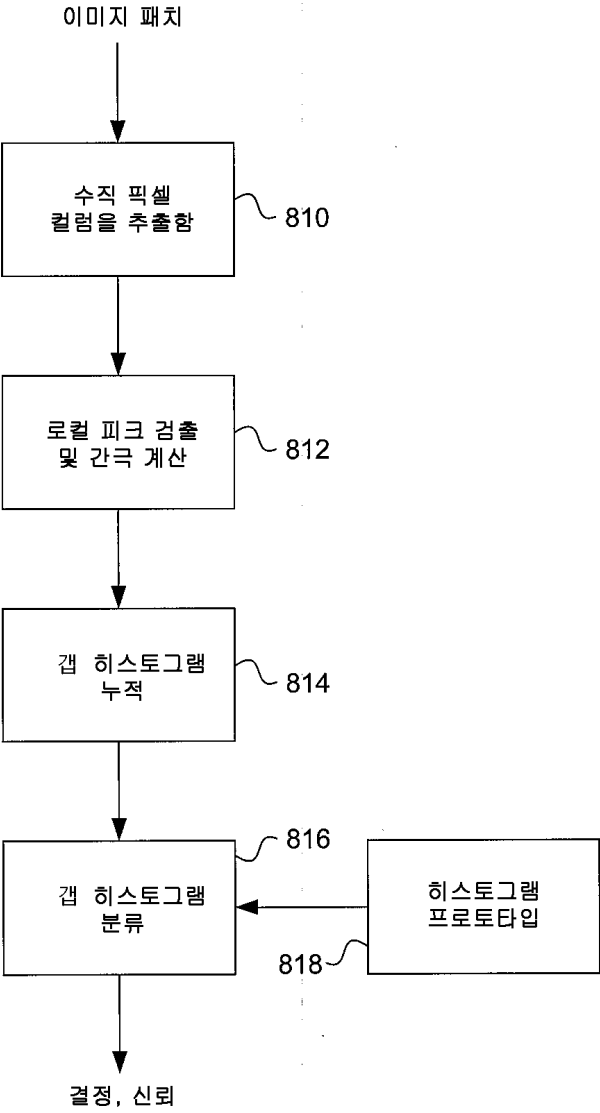 이미지 패치
수직 픽셀
컬럼을 추출함
810
로컬 피크 검출
및 간극 계산
812
갭 히스토그램
누적
814
816
갭 히스토그램
분류
히스토그램
프로토타입
818
결정, 신뢰